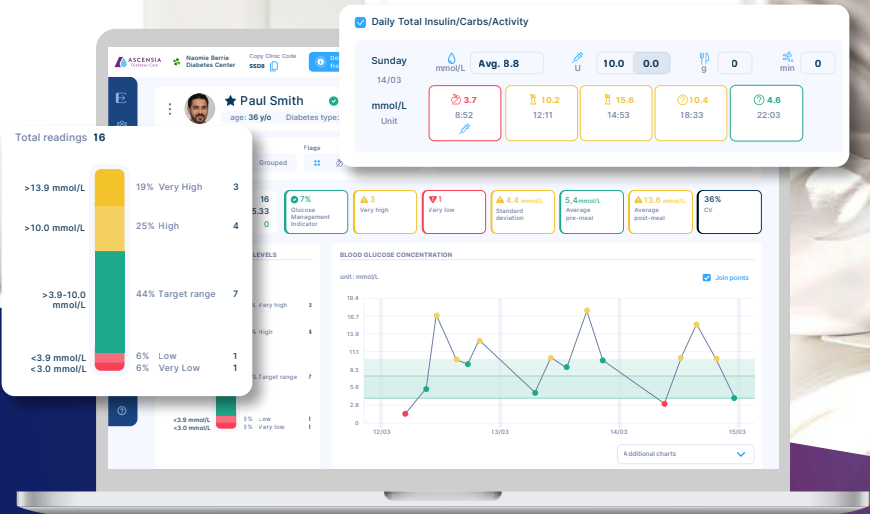 Daily Total Insulin/Carbs/Activity
Sunday
14/03
mmol/L Avg. 8.8
U 10.0 0.0
g 0
min 0
mmol/L
Unit
3.7
8:52
10.2
12:11
15.6
14:53
10.4
18:33
4.6
22:03
ASCENSIA
Diabetes Care
Naomie Berrie
Diabetes Center
Copy Clinic Code
SSDB
Paul Smith
age: 36 y/o Diabetes type:
Grouped
Flags
Total readings 16
>13.9 mmol/L 19% Very High 3
>10.0 mmol/L 25% High 4
>3.9-10.0
mmol/L
44% Target range 7
<3.9 mmol/L 6% Low 1
<3.0 mmol/L 6% Very Low 1
16
5.33
0
7%
Glucose
Management
Indicator
3
Very high
1
Very low
4.4 mmol/L
Standard
deviation
5,4mmol/L
Average
pre-meal
13.6 mmol/L
Average
post-meal
36%
CV
LEVELS
% Very high 3
% High
% Target range 7
<3.9 mmol/L Low 1
<3.0 mmol/L Very low 1
BLOOD GLUCOSE CONCENTRATION
unit: mmol/L
Join points
19.4
16.7
13.9
11.1
8.3
5.6
2.8
0
12/03 13/03 14/03 15/03
Additional charts